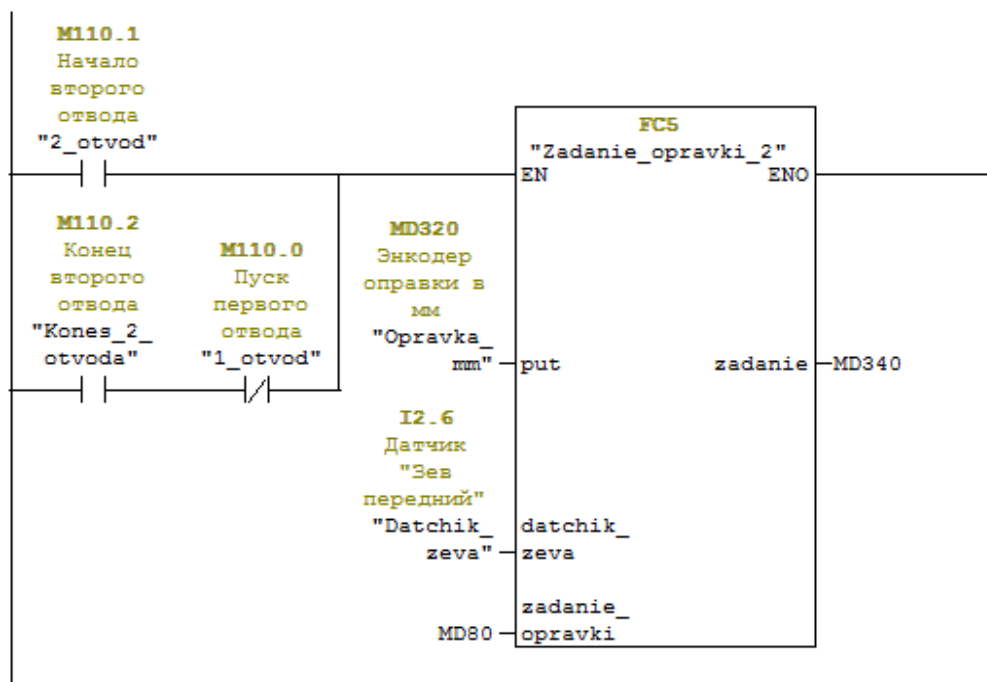 M110.1
Начало
второго
отвода
"2_otvod"
FC5
"Zadanie_opravki_2"
EN
ENO
M110.2
Конец
второго
отвода
"Kones_2_
otvoda"
M110.0
Пуск
первого
отвода
"1_otvod"
MD320
Энкодер
оправки в
мм
"Opravka_
mm"
put
zadanie
MD340
I2.6
Датчик
"Зев
передний"
"Datchik_
zeva"
datchik_
zeva
zadanie_
MD80
opravki